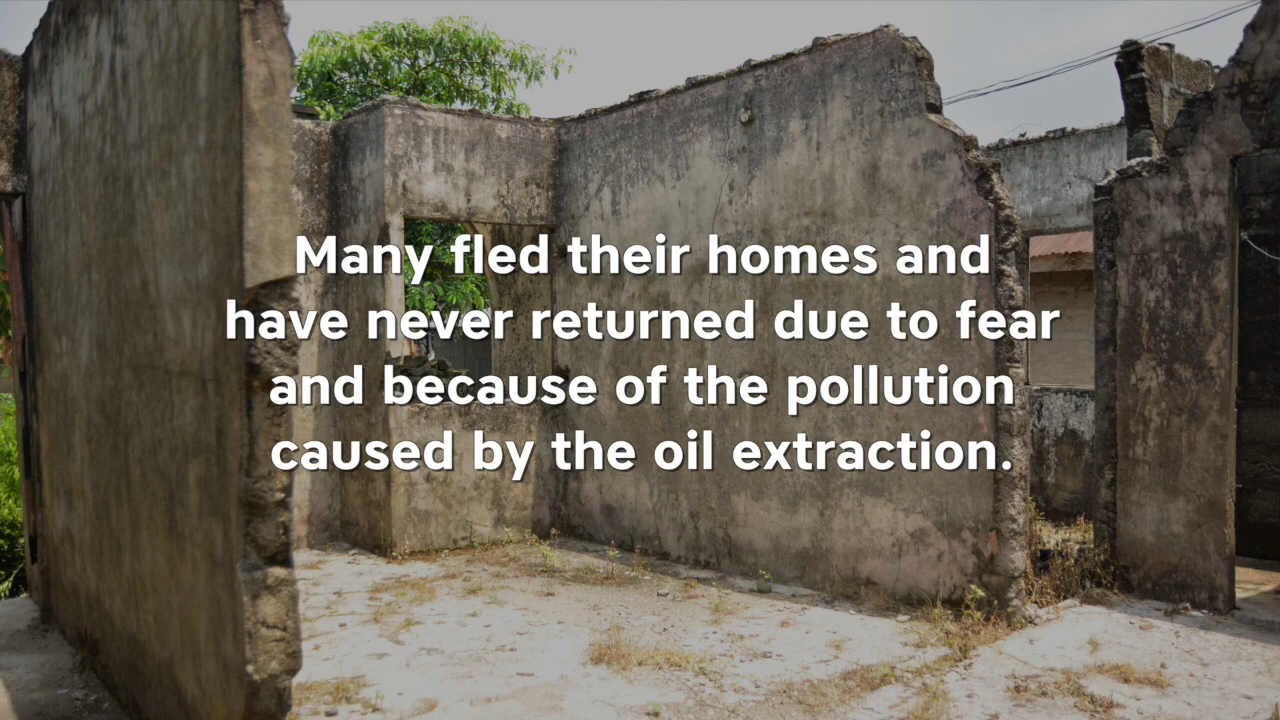 Many fled their homes and
have never returned due to fear
and because of the pollution
caused by the oil extraction.